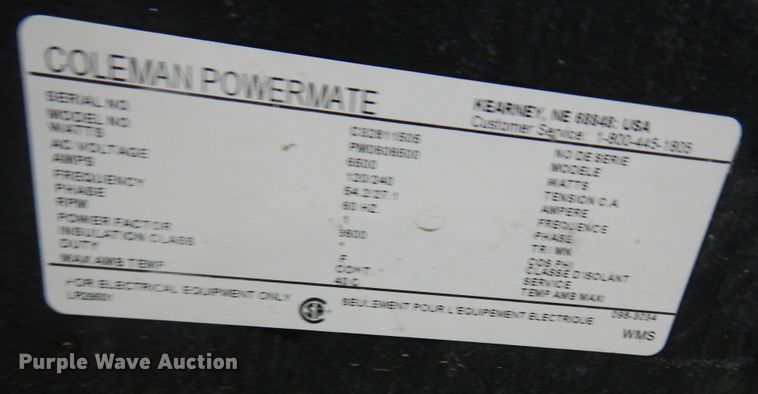 COLEMAN POWERMATE
KEARNEY, NE 68848 USA
Customer Service: 1-800-445-1805
SERIAL NO. NO DE SERIE
MODEL NO. PM0606500 MODELE
WATTS 6500 WATTS
AC VOLTAGE 120/240 TENSION C.A.
AMPS 54.2/27.1 AMPERE
FREQUENCY 60 HZ FREQUENCE
PHASE 1 PHASE
RPM 3600 TR/MN
POWER FACTOR 1 COS PHI
INSULATION CLASS F CLASSE D'ISOLANT
DUTY CONT. SERVICE
MAX AMB TEMP 40 C TEMP AMB MAXI
FOR ELECTRICAL EQUIPMENT ONLY SEULEMENT POUR L'EQUIPEMENT ELECTRIQUE
098-3034
WMS
Purple Wave Auction